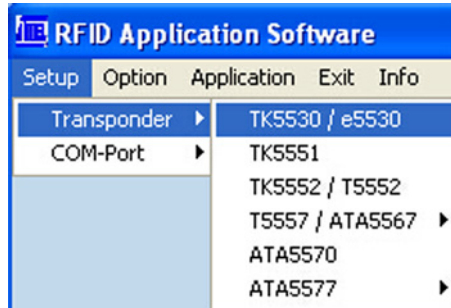 RFID Application Software
Setup Option Application Exit Info
Transponder
COM-Port
TK5530 / e5530
TK5551
TK5552 / T5552
T5557 / ATA5567
ATA5570
ATA5577